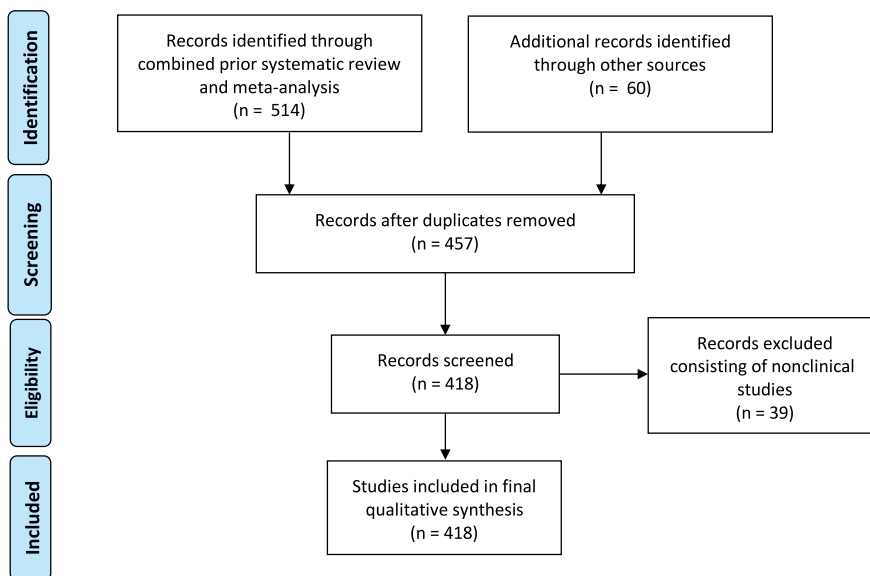 Identification
Records identified through
combined prior systematic review
and meta-analysis
(n = 514)
Additional records identified
through other sources
(n = 60)
Screening
Records after duplicates removed
(n = 457)
Eligibility
Records screened
(n = 418)
Records excluded
consisting of nonclinical
studies
(n = 39)
Included
Studies included in final
qualitative synthesis
(n = 418)